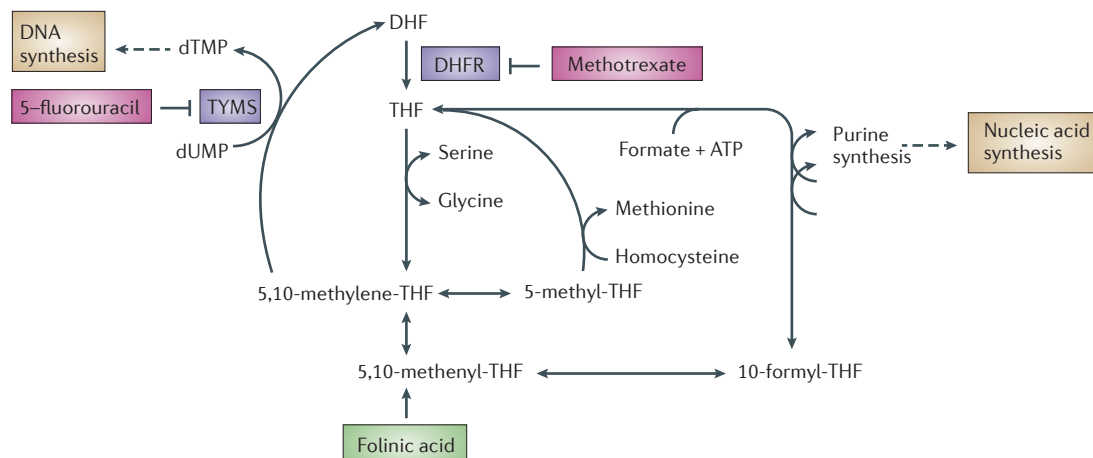 DHF
DNA
synthesis
dTMP
DHFR
Methotrexate
5–fluorouracil
TYMS
THF
dUMP
Serine
Formate + ATP
Purine
synthesis
Nucleic acid
synthesis
Glycine
Methionine
Homocysteine
5,10-methylene-THF
5-methyl-THF
5,10-methenyl-THF
10-formyl-THF
Folinic acid